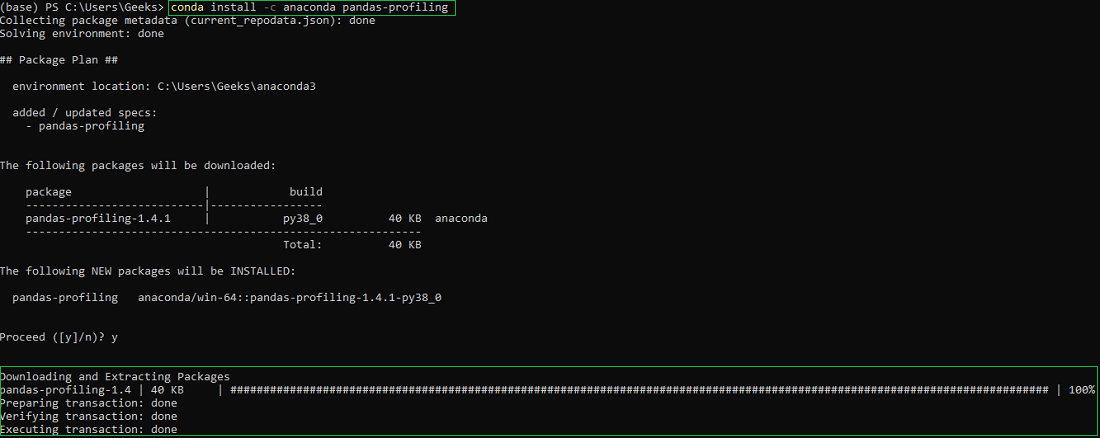 (base) PS C:\Users\Geeks> conda install -c anaconda pandas-profiling
Collecting package metadata (current_repodata.json): done
Solving environment: done
## Package Plan ##
environment location: C:\Users\Geeks\anaconda3
added / updated specs:
- pandas-profiling
The following packages will be downloaded:
package | build
---------------------------|-----------------
pandas-profiling-1.4.1 | py38_0 40 KB anaconda
------------------------------------------------------------
Total: 40 KB
The following NEW packages will be INSTALLED:
pandas-profiling anaconda/win-64::pandas-profiling-1.4.1-py38_0
Proceed ([y]/n)? y
Downloading and Extracting Packages
pandas-profiling-1.4 | 40 KB | ############################################################################################################################ | 100%
Preparing transaction: done
Verifying transaction: done
Executing transaction: done